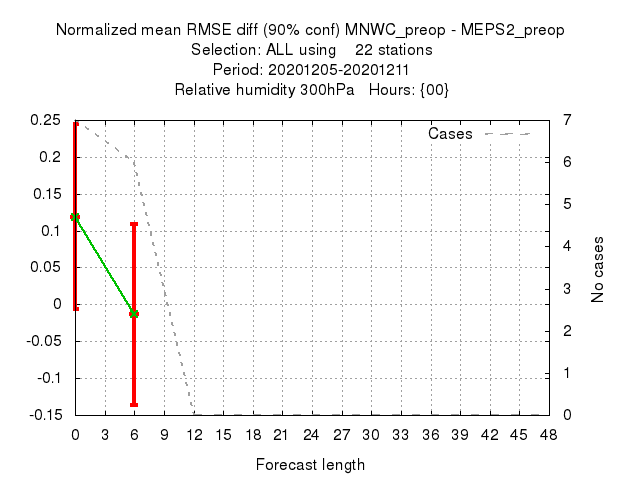 Normalized mean RMSE diff (90% conf) MNWC_preop - MEPS2_preop
Selection: ALL using 22 stations
Period: 20201205-20201211
Relative humidity 300hPa Hours: {00}
Cases
0.25
0.2
0.15
0.1
0.05
0
-0.05
-0.1
-0.15
7
6
5
4
3
2
1
0
No cases
0 3 6 9 12 15 18 21 24 27 30 33 36 39 42 45 48
Forecast length